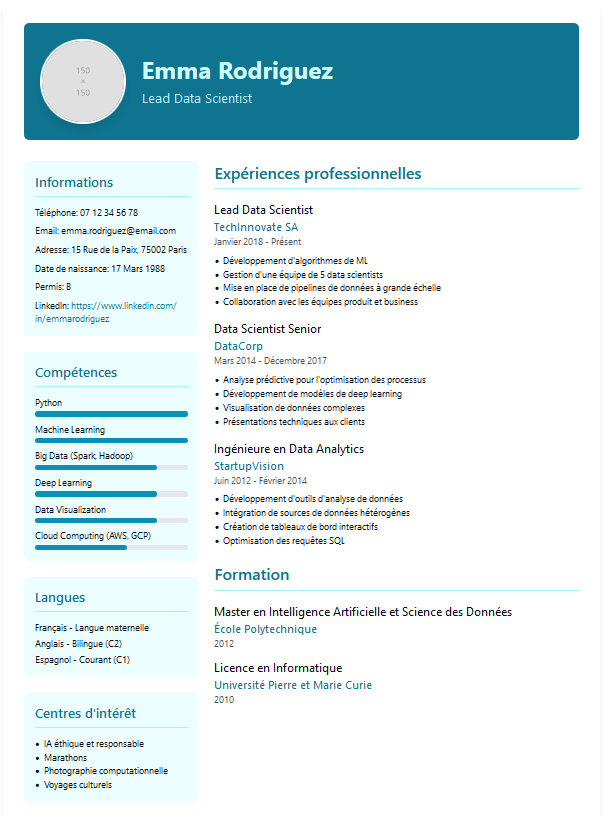 150
×
150
Emma Rodriguez
Lead Data Scientist
Informations
Téléphone: 07 12 34 56 78
Email: emma.rodriguez@email.com
Adresse: 15 Rue de la Paix, 75002 Paris
Date de naissance: 17 Mars 1988
Permis: B
LinkedIn: https://www.linkedin.com/
in/emmarodriguez
Compétences
Python
Machine Learning
Big Data (Spark, Hadoop)
Deep Learning
Data Visualization
Cloud Computing (AWS, GCP)
Langues
Français - Langue maternelle
Anglais - Bilingue (C2)
Espagnol - Courant (C1)
Centres d'intérêt
• IA éthique et responsable
• Marathons
• Photographie computationnelle
• Voyages culturels
Expériences professionnelles
Lead Data Scientist
TechInnovate SA
Janvier 2018 - Présent
• Développement d'algorithmes de ML
• Gestion d'une équipe de 5 data scientists
• Mise en place de pipelines de données à grande échelle
• Collaboration avec les équipes produit et business
Data Scientist Senior
DataCorp
Mars 2014 - Décembre 2017
• Analyse prédictive pour l'optimisation des processus
• Développement de modèles de deep learning
• Visualisation de données complexes
• Présentations techniques aux clients
Ingénieure en Data Analytics
StartupVision
Juin 2012 - Février 2014
• Développement d'outils d'analyse de données
• Intégration de sources de données hétérogènes
• Création de tableaux de bord interactifs
• Optimisation des requêtes SQL
Formation
Master en Intelligence Artificielle et Science des Données
École Polytechnique
2012
Licence en Informatique
Université Pierre et Marie Curie
2010